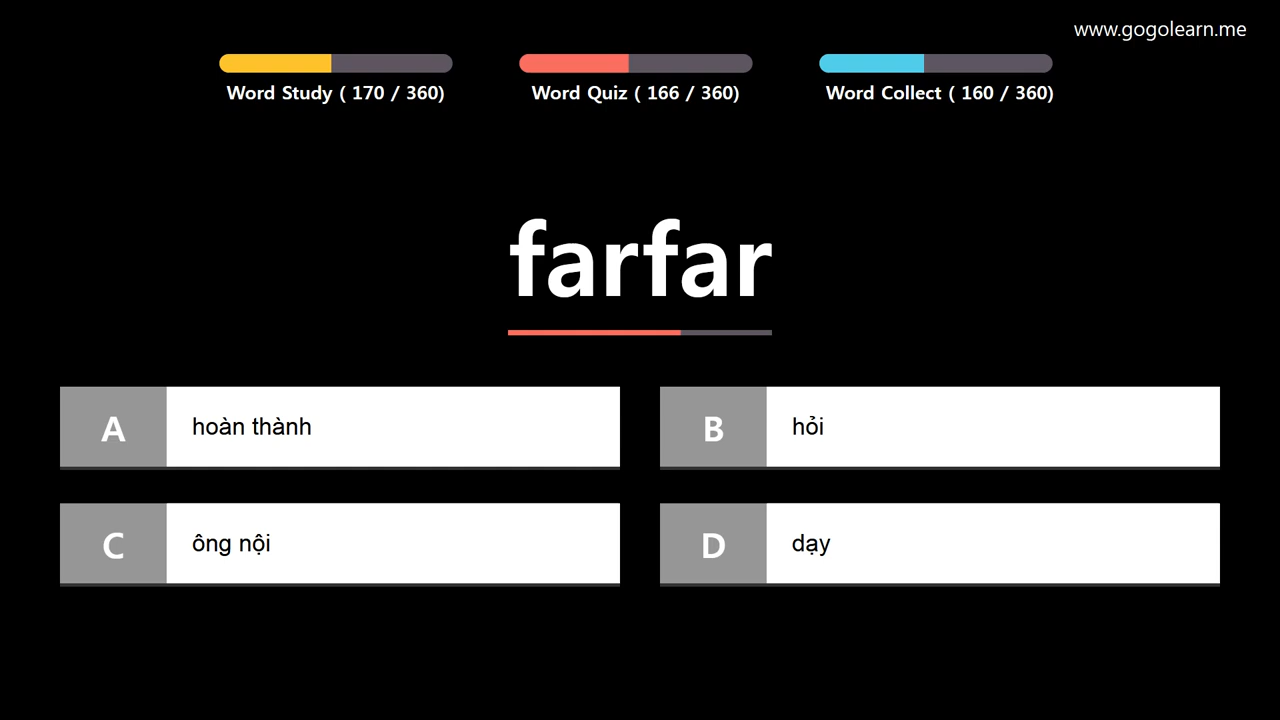 www.gogolearn.me
Word Study ( 170 / 360)
Word Quiz ( 166 / 360)
Word Collect ( 160 / 360)
farfar
A hoàn thành
B hỏi
C ông nội
D dạy